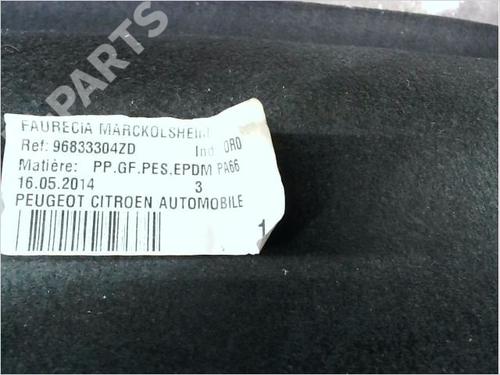 B PARTS
FAURECIA MARCKOLSHEIM
Ref: 96833304ZD Ind: 0R0
Matière: PP.GF.PES.EPDM PA66
16.05.2014 3
PEUGEOT CITROEN AUTOMOBILE
1